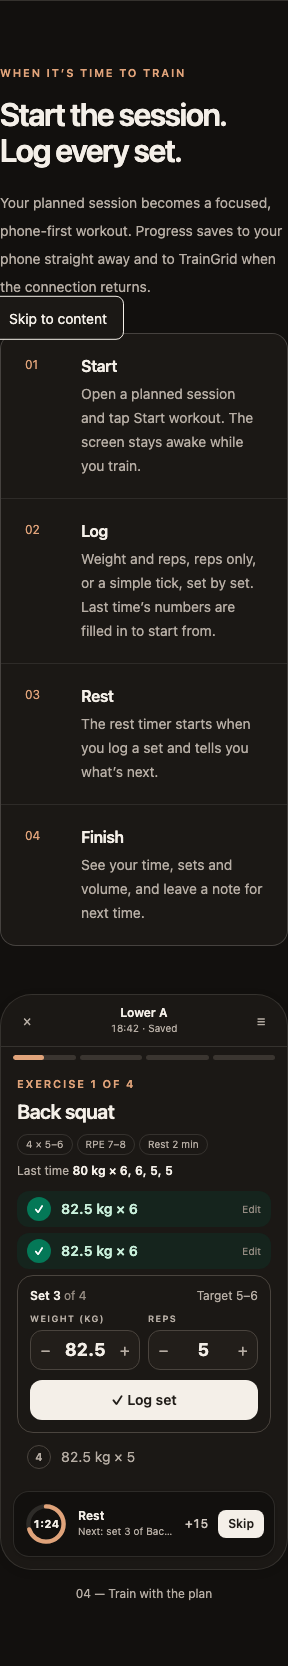 WHEN IT’S TIME TO TRAIN
Start the session.
Log every set.
Your planned session becomes a focused,
phone-first workout. Progress saves to your
phone straight away and to TrainGrid when
the connection returns.
Skip to content
01
Start
Open a planned session
and tap Start workout. The
screen stays awake while
you train.
02
Log
Weight and reps, reps only,
or a simple tick, set by set.
Last time’s numbers are
filled in to start from.
03
Rest
The rest timer starts when
you log a set and tells you
what’s next.
04
Finish
See your time, sets and
volume, and leave a note for
next time.
Lower A
18:42 · Saved
EXERCISE 1 OF 4
Back squat
4 × 5–6 RPE 7–8 Rest 2 min
Last time 80 kg × 6, 6, 5, 5
82.5 kg × 6 Edit
82.5 kg × 6 Edit
Set 3 of 4 Target 5–6
WEIGHT (KG) REPS
− 82.5 + − 5 +
✓ Log set
4 82.5 kg × 5
1:24 Rest +15 Skip
Next: set 3 of Bac...
04 — Train with the plan